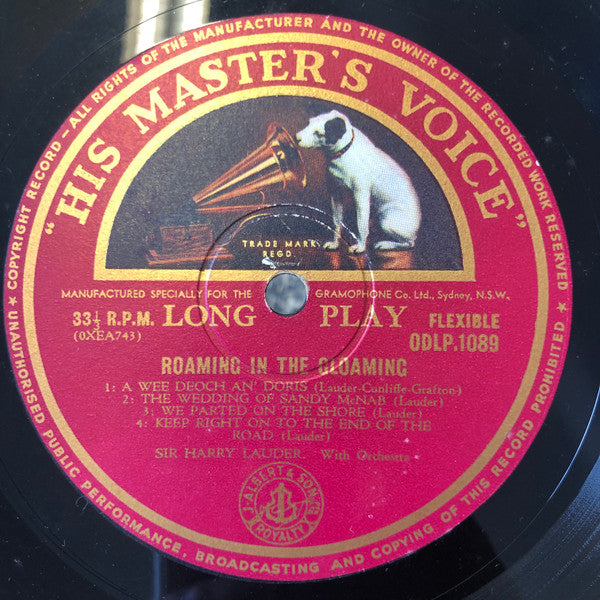 COPYRIGHT RECORD — ALL RIGHTS OF THE MANUFACTURER AND THE OWNER OF THE RECORDED WORK RESERVED
"HIS MASTER'S VOICE"
TRADE MARK
REGD
MANUFACTURED SPECIALLY FOR THE GRAMOPHONE Co. Ltd., Sydney, N.S.W.,
33⅓ R.P.M. LONG PLAY FLEXIBLE
(0XEA743) ODLP.1089
ROAMING IN THE GLOAMING
1: A WEE DEOCH AN' DORIS (Lauder-Cunliffe-Grafton)
2: THE WEDDING OF SANDY McNAB (Lauder)
3: WE PARTED ON THE SHORE (Lauder)
4: KEEP RIGHT ON TO THE END OF THE
ROAD (Lauder)
SIR HARRY LAUDER. With Orchestra
J. ALBERT & SON
ROYALTY
★ UNAUTHORISED PUBLIC PERFORMANCE, BROADCASTING AND COPYING OF THIS RECORD PROHIBITED ★